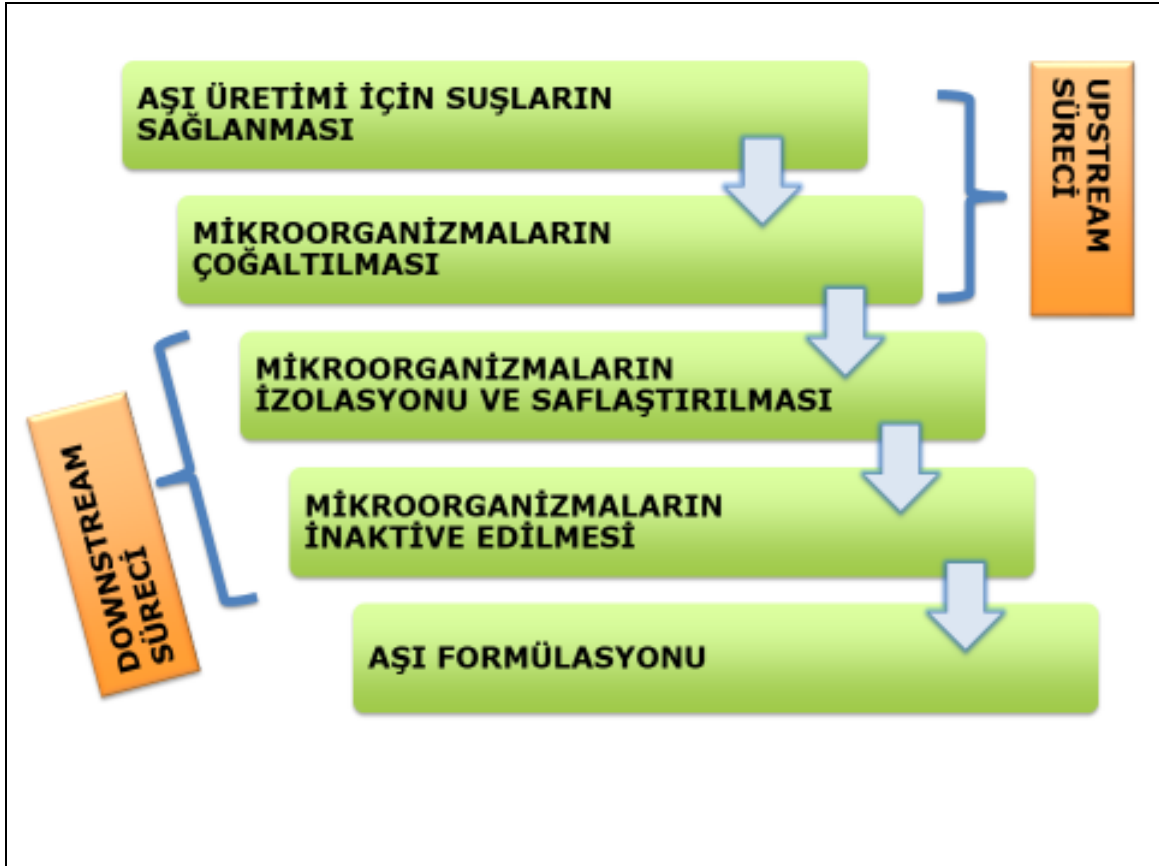 AŞI ÜRETİMİ İÇİN SUŞLARIN
SAĞLANMASI
UPSTREAM
SÜRECİ
MİKROORGANİZMALARIN
ÇOĞALTILMASI
MİKROORGANİZMALARIN
İZOLASYONU VE SAFLAŞTIRILMASI
DOWNSTREAM
SÜRECİ
MİKROORGANİZMALARIN
İNAKTİVE EDİLMESİ
AŞI FORMÜLASYONU